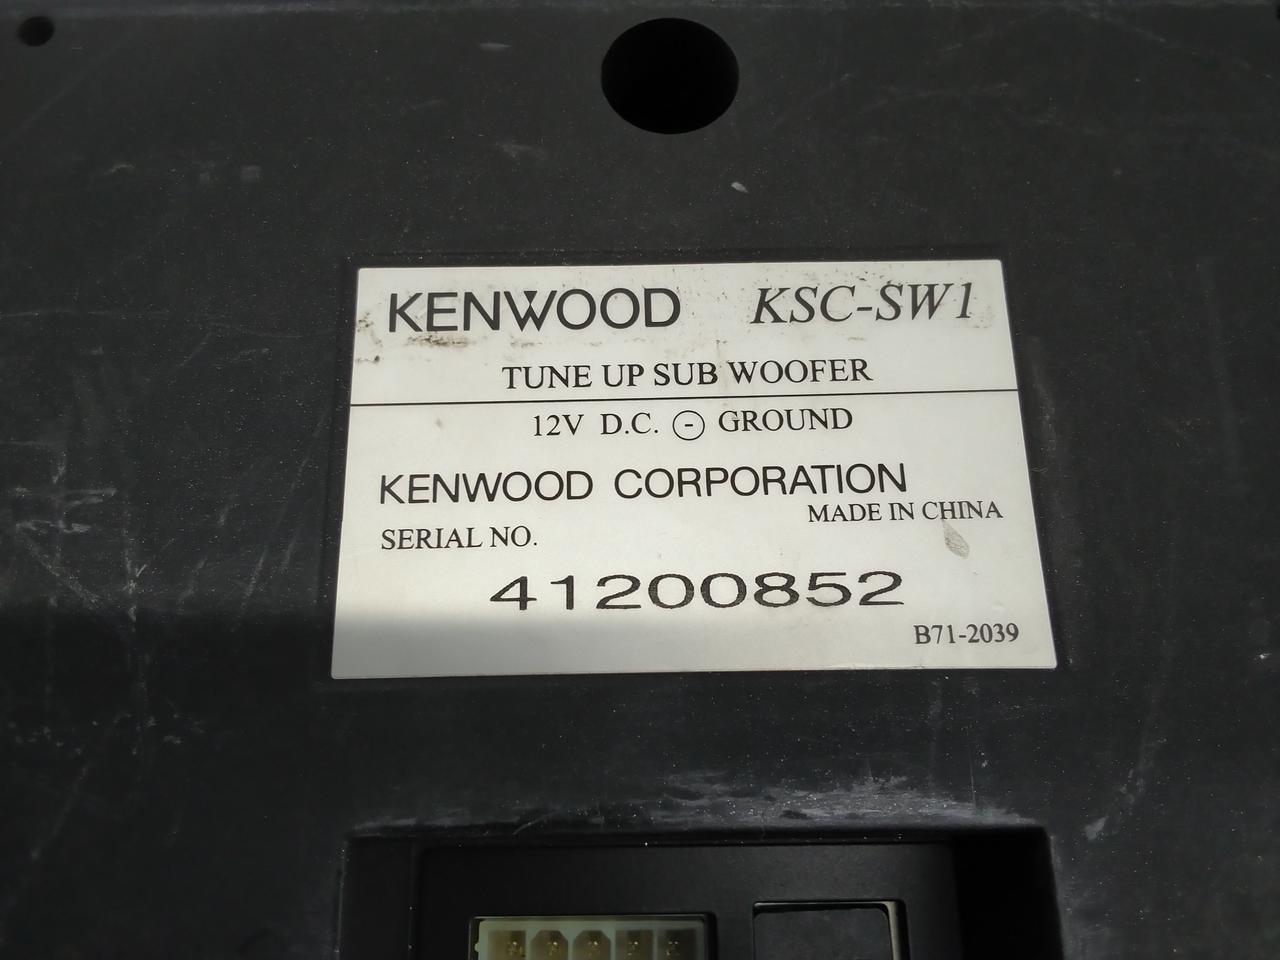 KENWOOD KSC-SW1
TUNE UP SUB WOOFER
12V D.C. ⊖ GROUND
KENWOOD CORPORATION
MADE IN CHINA
SERIAL NO.
41200852
B71-2039